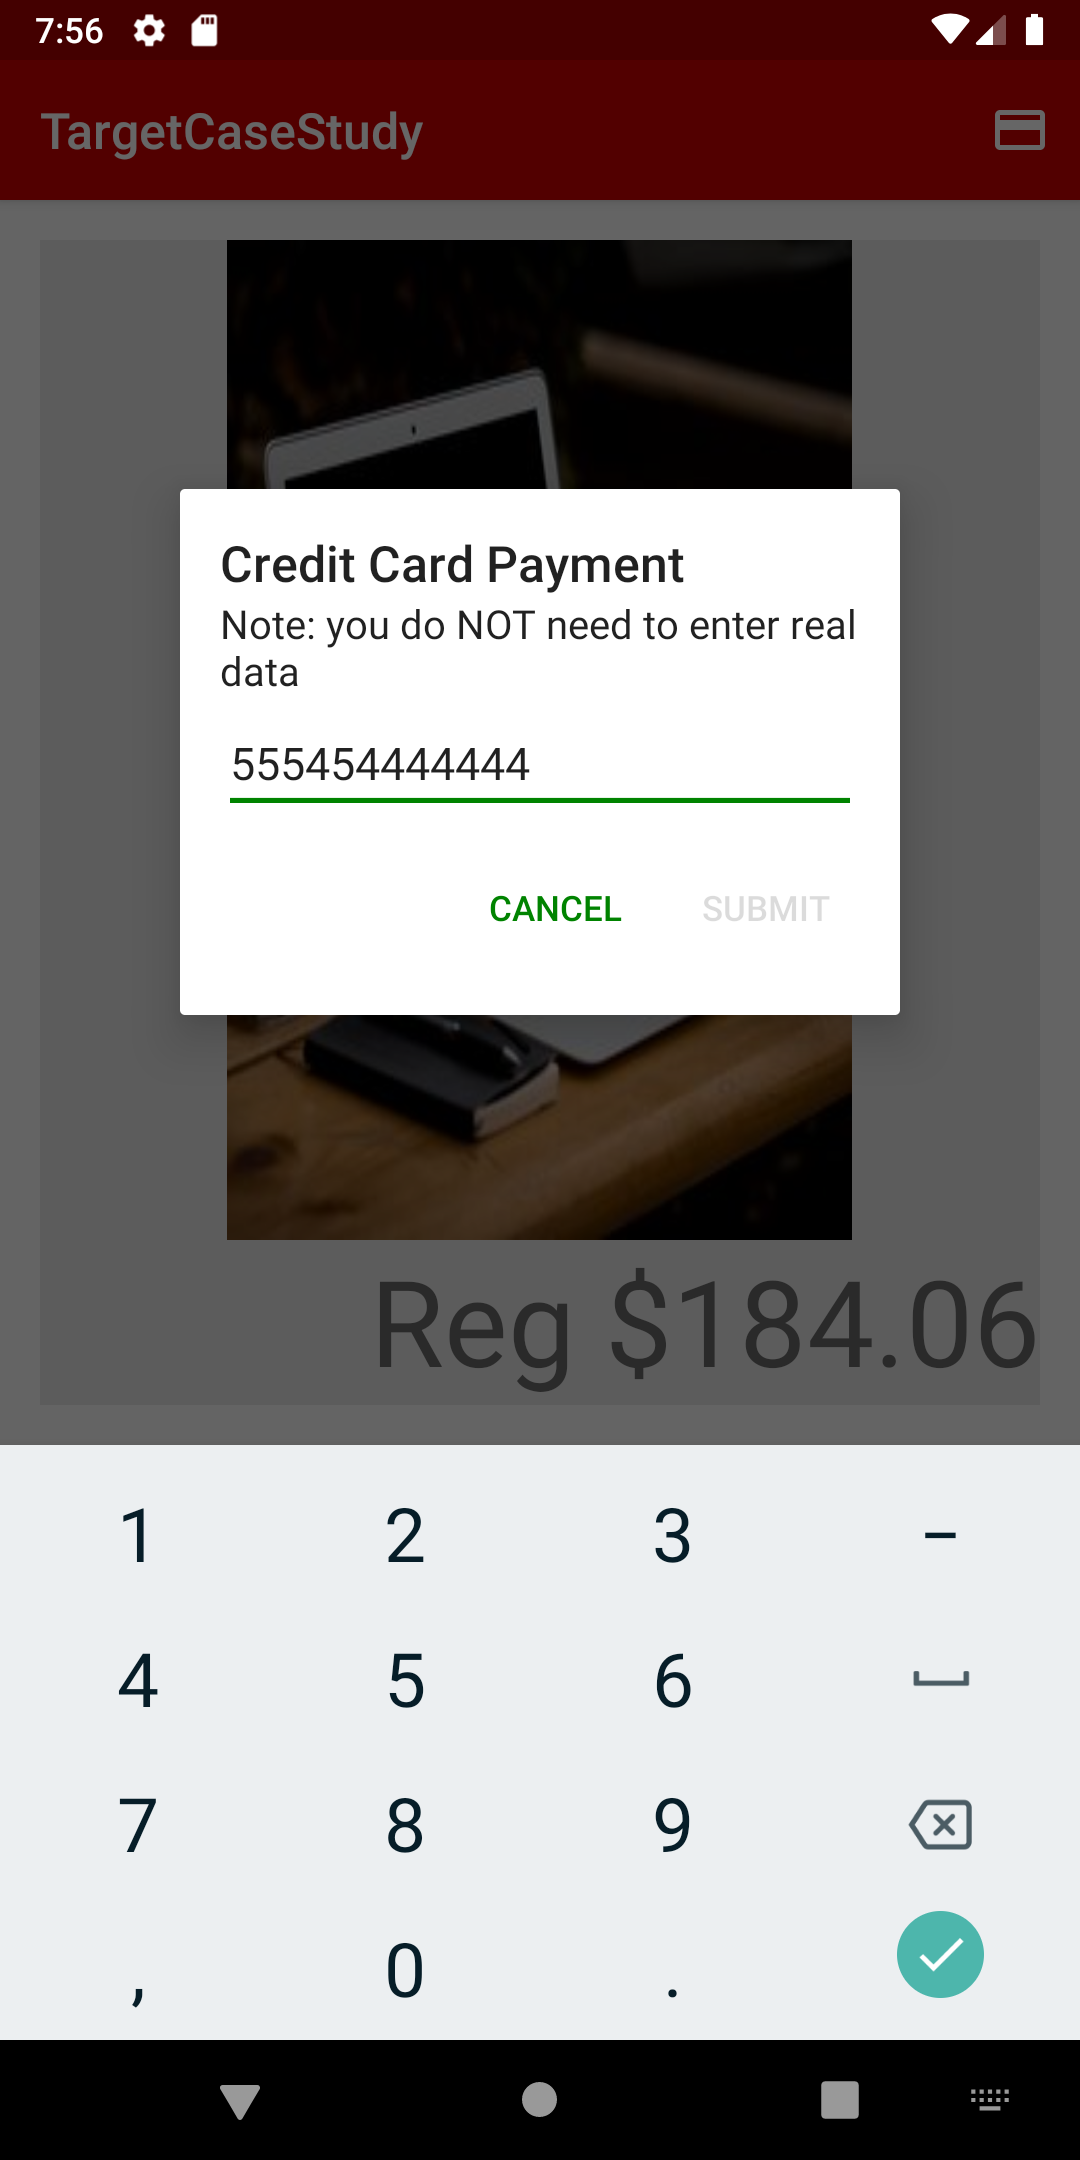 7:56
TargetCaseStudy
Credit Card Payment
Note: you do NOT need to enter real
data
555454444444
CANCEL SUBMIT
Reg $184.06
1 2 3 –
4 5 6
7 8 9
, 0 .